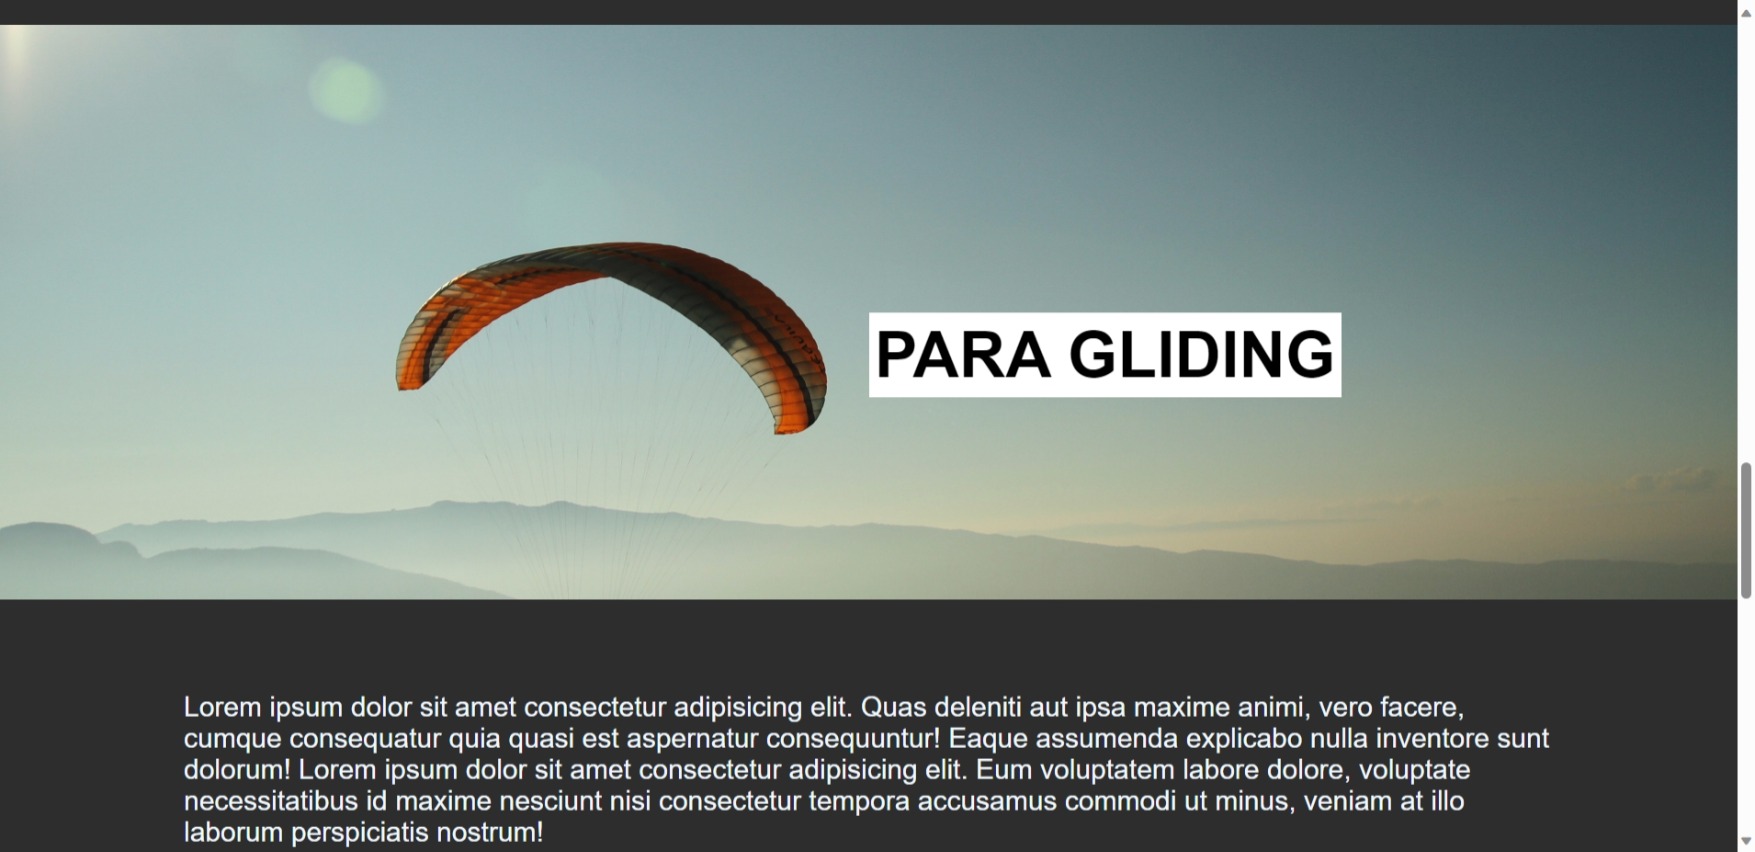 PARA GLIDING
Lorem ipsum dolor sit amet consectetur adipisicing elit. Quas deleniti aut ipsa maxime animi, vero facere,
cumque consequatur quia quasi est aspernatur consequuntur! Eaque assumenda explicabo nulla inventore sunt
dolorum! Lorem ipsum dolor sit amet consectetur adipisicing elit. Eum voluptatem labore dolore, voluptate
necessitatibus id maxime nesciunt nisi consectetur tempora accusamus commodi ut minus, veniam at illo
laborum perspiciatis nostrum!